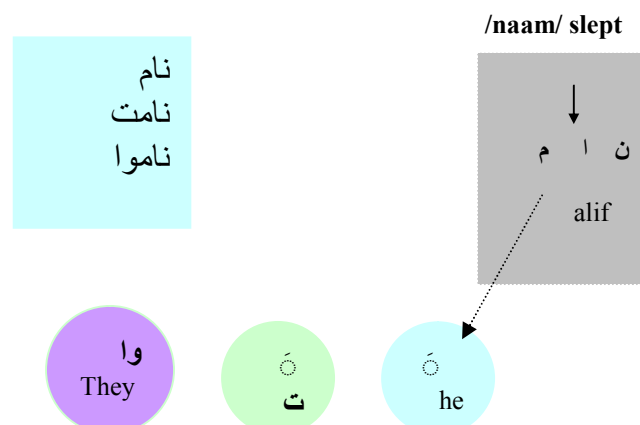 /naam/ slept
نام
نامت
ناموا
ن ا م
alif
وا
They
◌َ
ت
◌َ
he